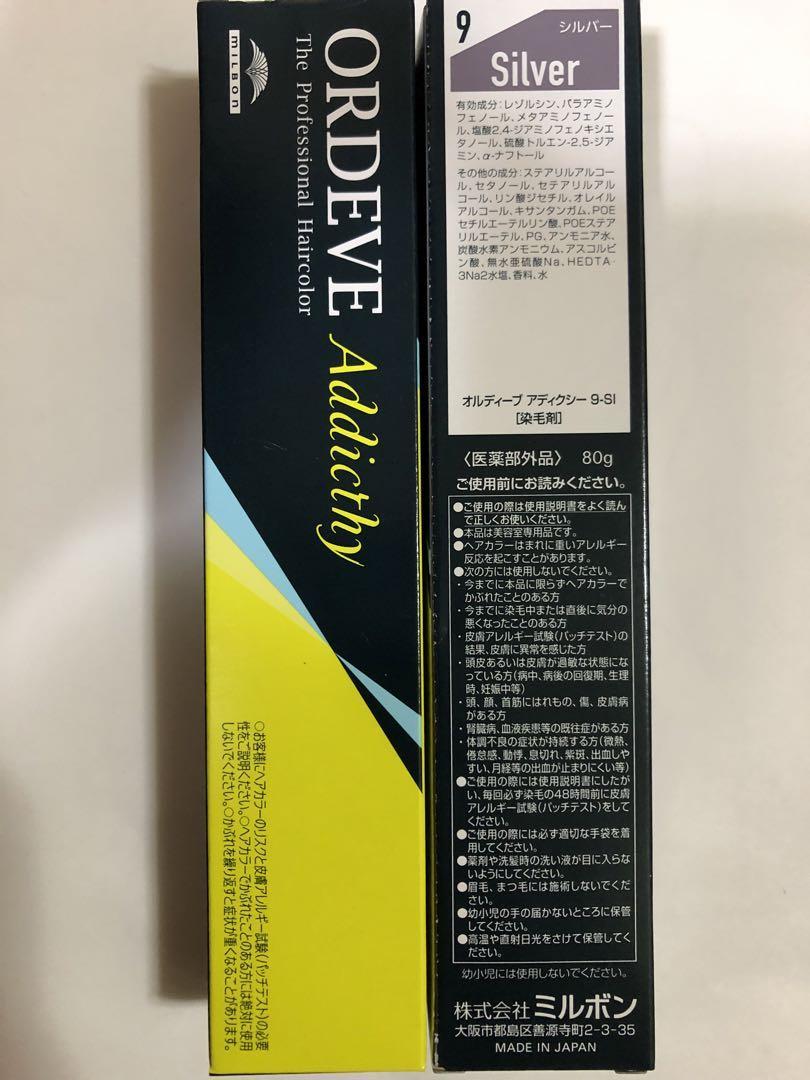 MILBON
ORDEVE Addicthy
The Professional Haircolor
○お客様にヘアカラーのリスクと皮膚アレルギー試験(パッチテスト)の必要
性をご説明ください。○ヘアカラーでかぶれたことのある方には絶対に使用
しないでください。○かぶれを繰り返すと症状が重くなることがあります。
9
シルバー
Silver
有効成分:レゾルシン、パラアミノ
フェノール、メタアミノフェノー
ル、塩酸2,4-ジアミノフェノキシエ
タノール、硫酸トルエン-2,5-ジア
ミン、α-ナフトール
その他の成分:ステアリルアルコー
ル、セタノール、セテアリルアル
コール、リン酸ジセチル、オレイル
アルコール、キサンタンガム、POE
セチルエーテルリン酸、POEステア
リルエーテル、PG、アンモニア水、
炭酸水素アンモニウム、アスコルビ
ン酸、無水亜硫酸Na、HEDTA・
3Na2水塩、香料、水
オルディーブ アディクシー 9-SI
[染毛剤]
〈医薬部外品〉 80g
ご使用前にお読みください。
●ご使用の際は使用説明書をよく読ん
で正しくお使いください。
●本品は美容室専用品です。
●ヘアカラーはまれに重いアレルギー
反応を起こすことがあります。
●次の方には使用しないでください。
・今までに本品に限らずヘアカラーで
かぶれたことのある方
・今までに染毛中または直後に気分の
悪くなったことのある方
・皮膚アレルギー試験(パッチテスト)の
結果、皮膚に異常を感じた方
・頭皮あるいは皮膚が過敏な状態にな
っている方(病中、病後の回復期、生理
時、妊娠中等)
・頭、顔、首筋にはれもの、傷、皮膚病
がある方
・腎臓病、血液疾患等の既往症がある方
・体調不良の症状が持続する方(微熱、
倦怠感、動悸、息切れ、紫斑、出血しや
すい、月経等の出血が止まりにくい等)
●ご使用の際には使用説明書にしたが
い、毎回必ず染毛の48時間前に皮膚
アレルギー試験(パッチテスト)をして
ください。
●ご使用の際には必ず適切な手袋を着
用してください。
●薬剤や洗髪時の洗い液が目に入らな
いようにしてください。
●眉毛、まつ毛には施術しないでくだ
さい。
●幼小児の手の届かないところに保管
してください。
●高温や直射日光をさけて保管してく
ださい。
幼小児には使用しないでください。
株式会社ミルボン
大阪市都島区善源寺町2-3-35
MADE IN JAPAN